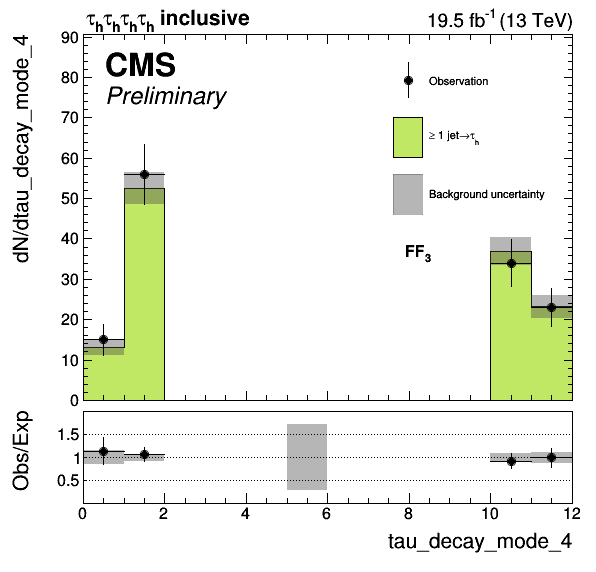 τₕτₕτₕτₕ inclusive 19.5 fb⁻¹ (13 TeV)
CMS
Preliminary
Observation
≥ 1 jet→τₕ
Background uncertainty
FF₃
dN/dtau_decay_mode_4
90
80
70
60
50
40
30
20
10
0
Obs/Exp
1.5
1
0.5
0 2 4 6 8 10 12
tau_decay_mode_4